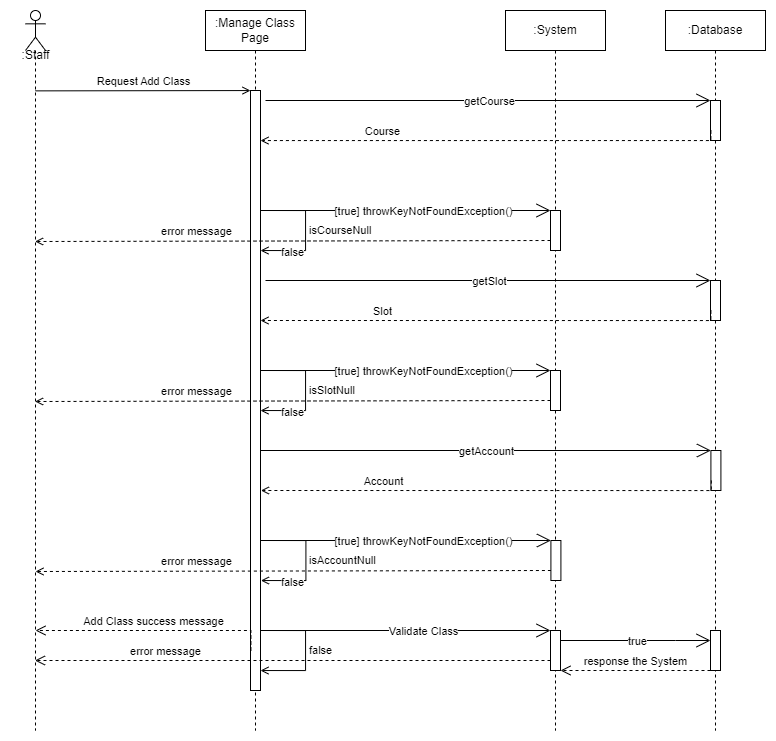 :Staff
:Manage Class
Page
:System
:Database
Request Add Class
getCourse
Course
[true] throwKeyNotFoundException()
error message
isCourseNull
false
getSlot
Slot
[true] throwKeyNotFoundException()
error message
isSlotNull
false
getAccount
Account
[true] throwKeyNotFoundException()
error message
isAccountNull
false
Add Class success message
Validate Class
true
error message
false
response the System